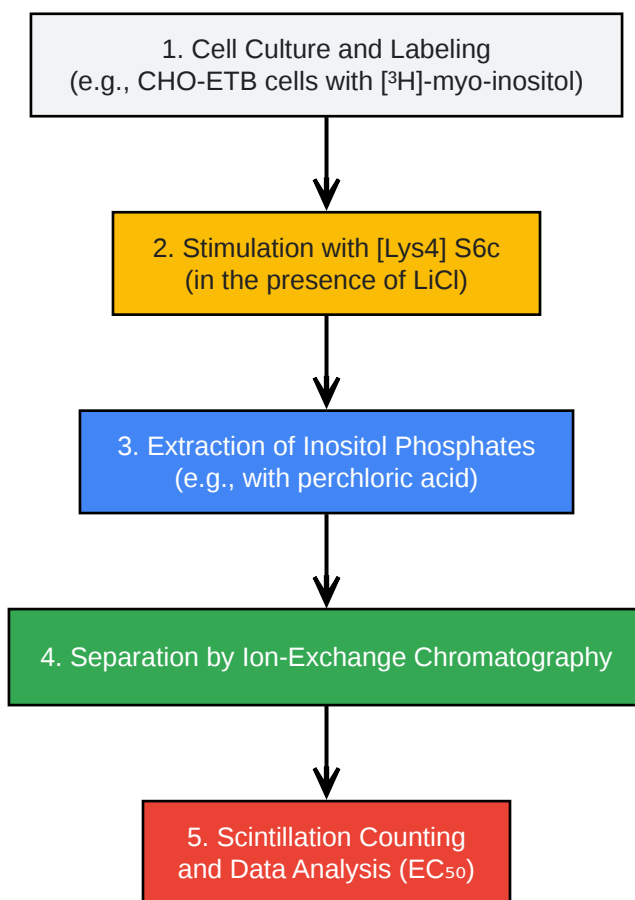 1. Cell Culture and Labeling
(e.g., CHO-ETB cells with [³H]-myo-inositol)
2. Stimulation with [Lys4] S6c
(in the presence of LiCl)
3. Extraction of Inositol Phosphates
(e.g., with perchloric acid)
4. Separation by Ion-Exchange Chromatography
5. Scintillation Counting
and Data Analysis (EC₅₀)